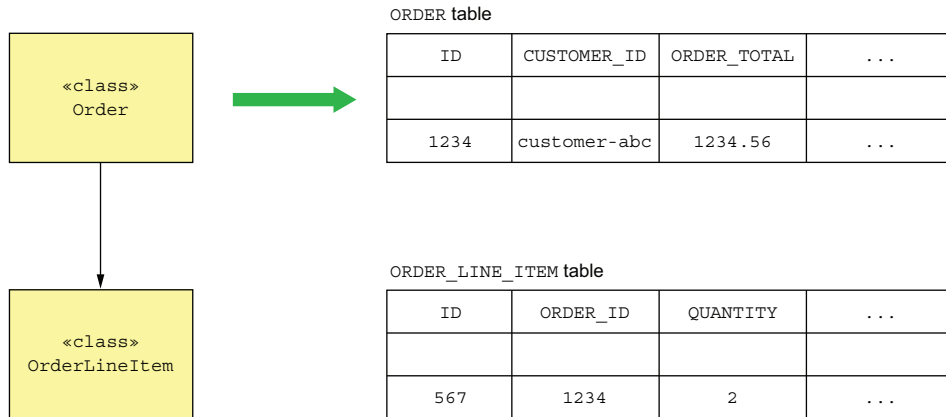 ORDER table
«class»
Order
ID CUSTOMER_ID ORDER_TOTAL ...
1234 customer-abc 1234.56 ...
ORDER_LINE_ITEM table
«class»
OrderLineItem
ID ORDER_ID QUANTITY ...
567 1234 2 ...